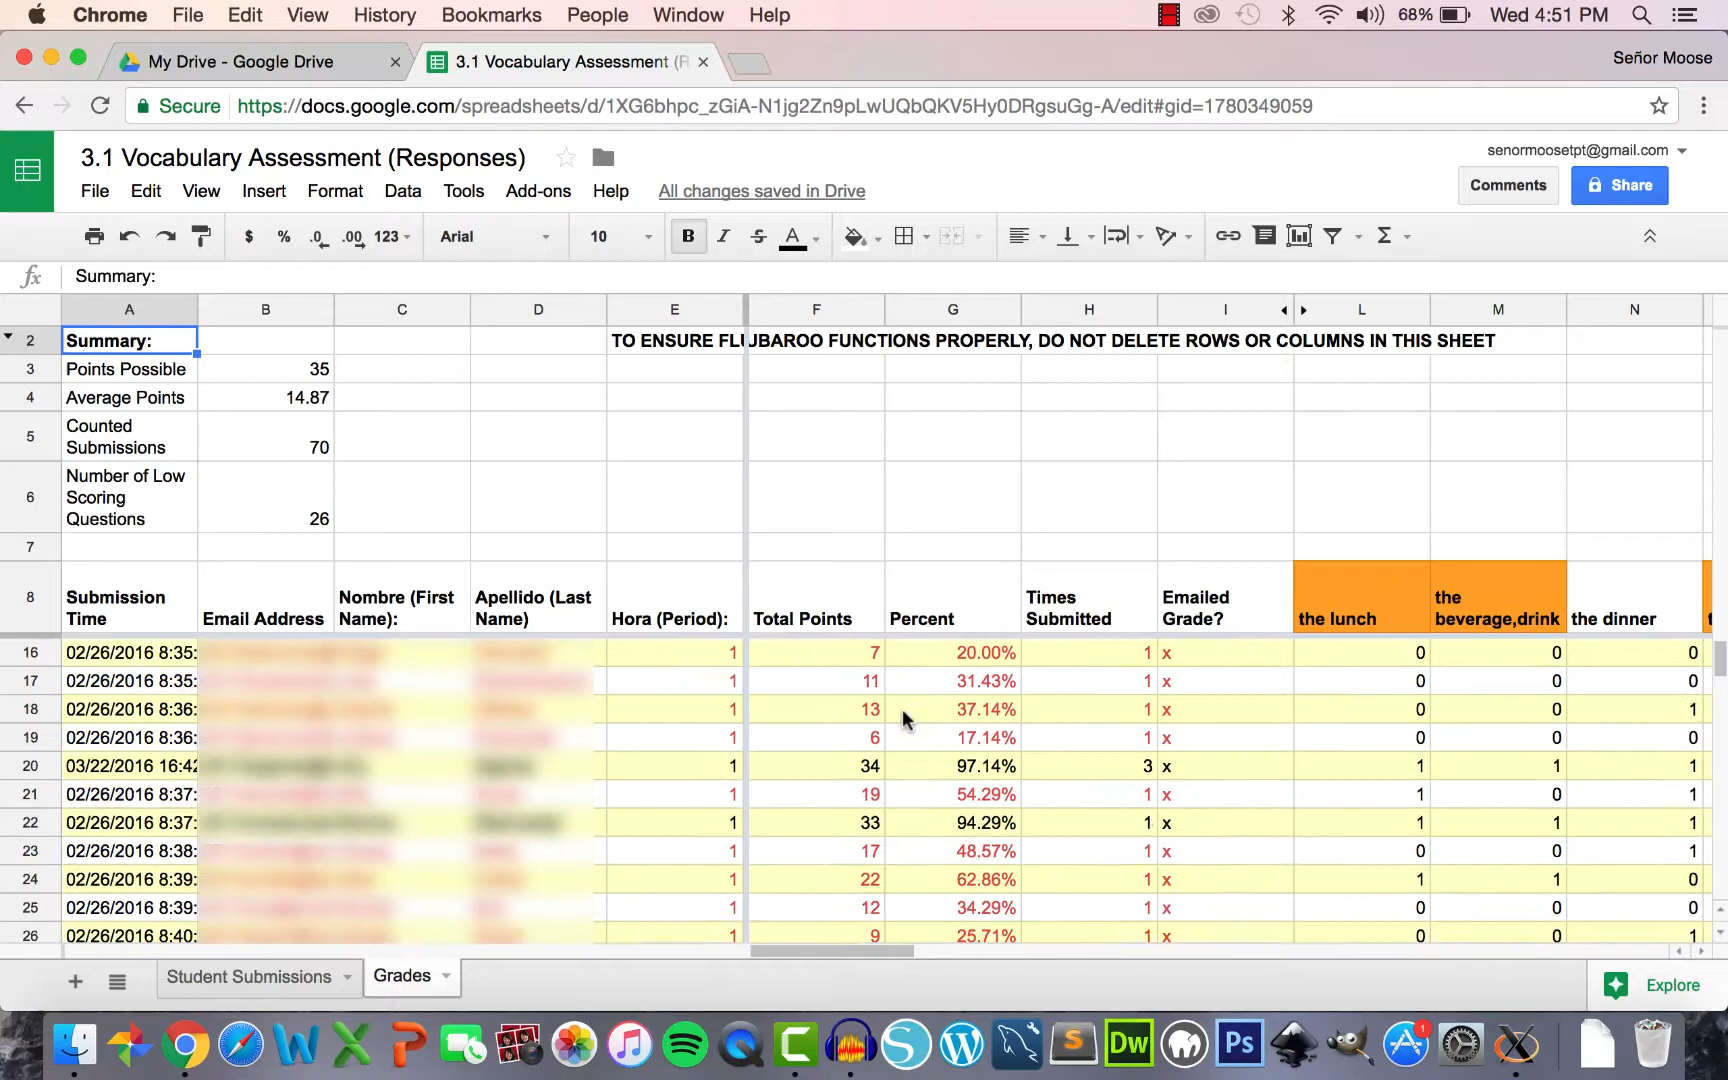 Chrome File Edit View History Bookmarks People Window Help 68% Wed 4:51 PM
My Drive - Google Drive 3.1 Vocabulary Assessment (R Señor Moose
Secure https://docs.google.com/spreadsheets/d/1XG6bhpc_zGiA-N1jg2Zn9pLwUQbQKV5Hy0DRgsuGg-A/edit#gid=1780349059
3.1 Vocabulary Assessment (Responses) senormoosetpt@gmail.com
File Edit View Insert Format Data Tools Add-ons Help All changes saved in Drive Comments Share
$ % .0 .00 123 Arial 10 B I S A Σ
fx Summary:
A B C D E F G H I L M N
2 Summary: TO ENSURE FLUBAROO FUNCTIONS PROPERLY, DO NOT DELETE ROWS OR COLUMNS IN THIS SHEET
3 Points Possible 35
4 Average Points 14.87
5 Counted
Submissions 70
6 Number of Low
Scoring
Questions 26
7
8 Submission
Time Email Address Nombre (First
Name): Apellido (Last
Name) Hora (Period): Total Points Percent Times
Submitted Emailed
Grade? the lunch the
beverage,drink the dinner
16 02/26/2016 8:35: 1 7 20.00% 1 x 0 0 0
17 02/26/2016 8:35: 1 11 31.43% 1 x 0 0 0
18 02/26/2016 8:36: 1 13 37.14% 1 x 0 0 1
19 02/26/2016 8:36: 1 6 17.14% 1 x 0 0 0
20 03/22/2016 16:42 1 34 97.14% 3 x 1 1 1
21 02/26/2016 8:37: 1 19 54.29% 1 x 1 0 1
22 02/26/2016 8:37: 1 33 94.29% 1 x 1 1 1
23 02/26/2016 8:38: 1 17 48.57% 1 x 0 0 1
24 02/26/2016 8:39: 1 22 62.86% 1 x 1 1 0
25 02/26/2016 8:39: 1 12 34.29% 1 x 0 0 0
26 02/26/2016 8:40: 1 9 25.71% 1 x 0 0 1
Student Submissions Grades Explore
Dw Ps 1